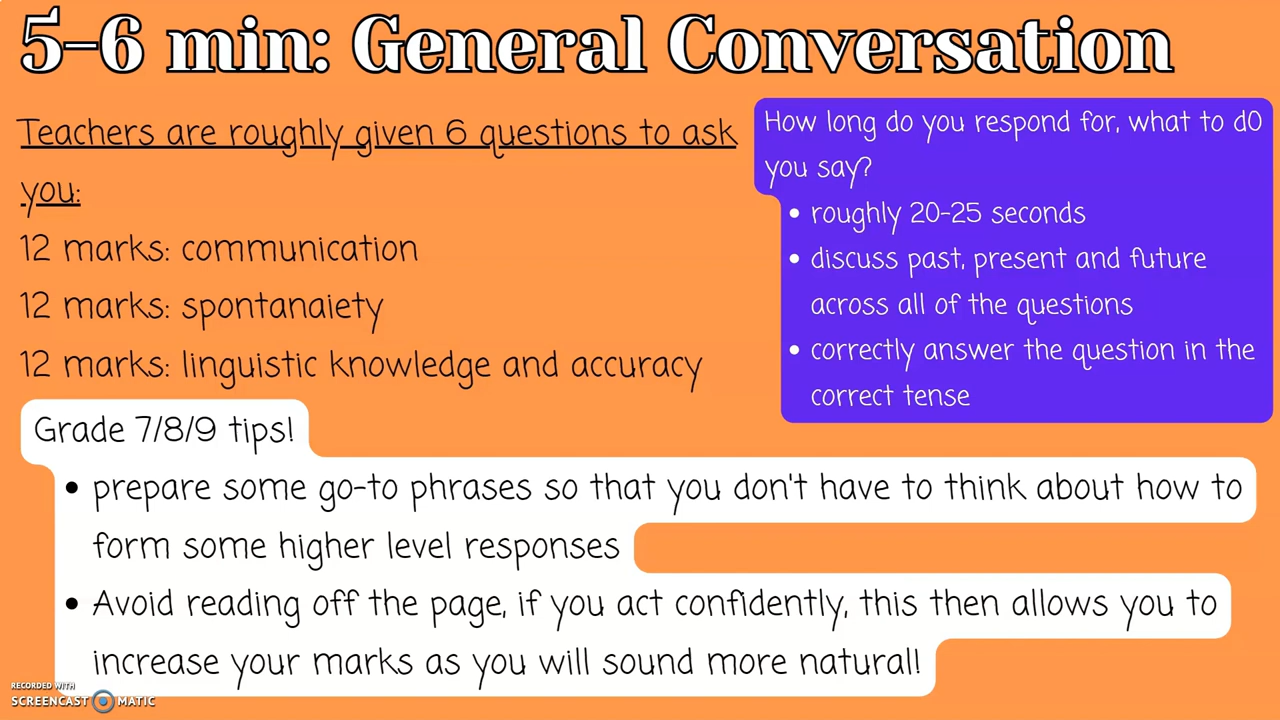 5-6 min: General Conversation
Teachers are roughly given 6 questions to ask
you:
12 marks: communication
12 marks: spontanaiety
12 marks: linguistic knowledge and accuracy
How long do you respond for, what to dO
you say?
• roughly 20-25 seconds
• discuss past, present and future
across all of the questions
• correctly answer the question in the
correct tense
Grade 7/8/9 tips!
• prepare some go-to phrases so that you don't have to think about how to
form some higher level responses
• Avoid reading off the page, if you act confidently, this then allows you to
increase your marks as you will sound more natural!
RECORDED WITH
SCREENCAST MATIC